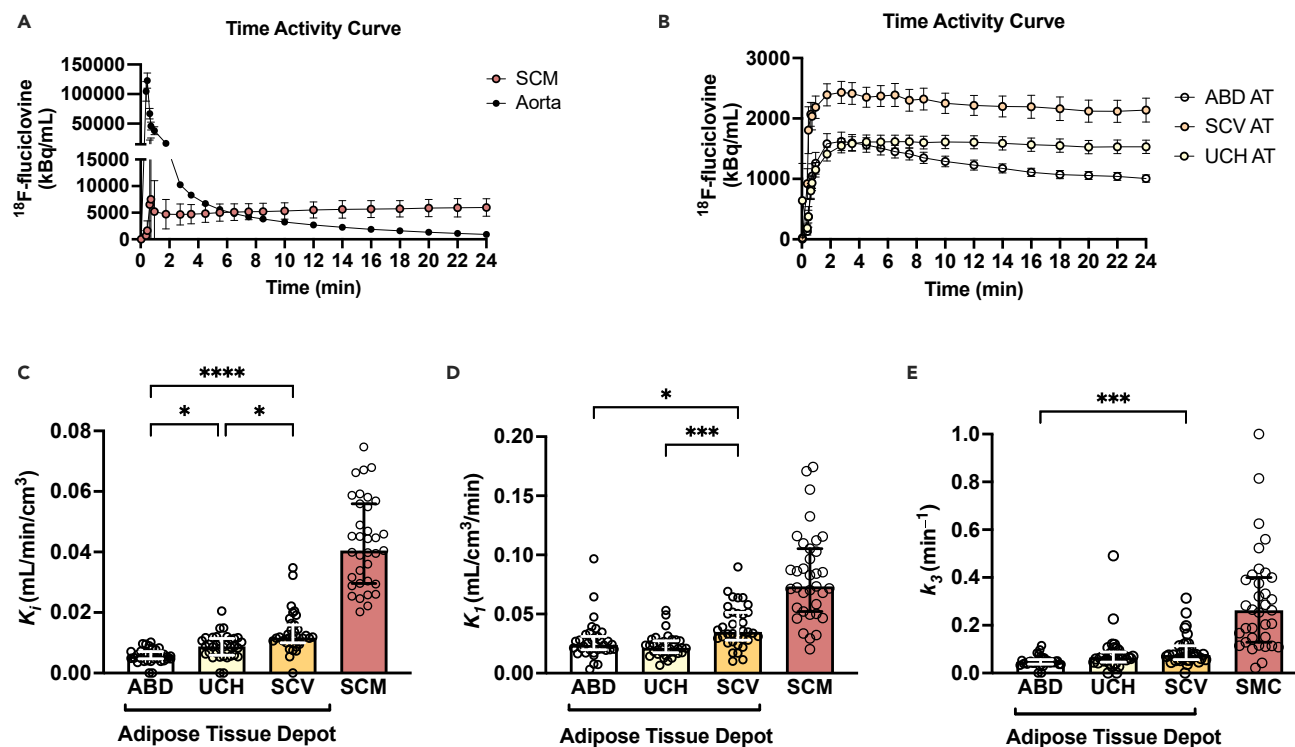 A
Time Activity Curve
150000
100000
50000
15000
10000
5000
0
18F-fluciclovine
(kBq/mL)
0 2 4 6 8 10 12 14 16 18 20 22 24
Time (min)
SCM
Aorta
B
Time Activity Curve
3000
2000
1000
0
18F-fluciclovine
(kBq/mL)
0 2 4 6 8 10 12 14 16 18 20 22 24
Time (min)
ABD AT
SCV AT
UCH AT
C
****
* *
0.08
0.06
0.04
0.02
0.00
Ki (mL/min/cm³)
ABD UCH SCV SCM
Adipose Tissue Depot
D
*
***
0.20
0.15
0.10
0.05
0.00
K1 (mL/cm³/min)
ABD UCH SCV SCM
Adipose Tissue Depot
E
***
1.0
0.8
0.6
0.4
0.2
0.0
k3 (min⁻¹)
ABD UCH SCV SMC
Adipose Tissue Depot